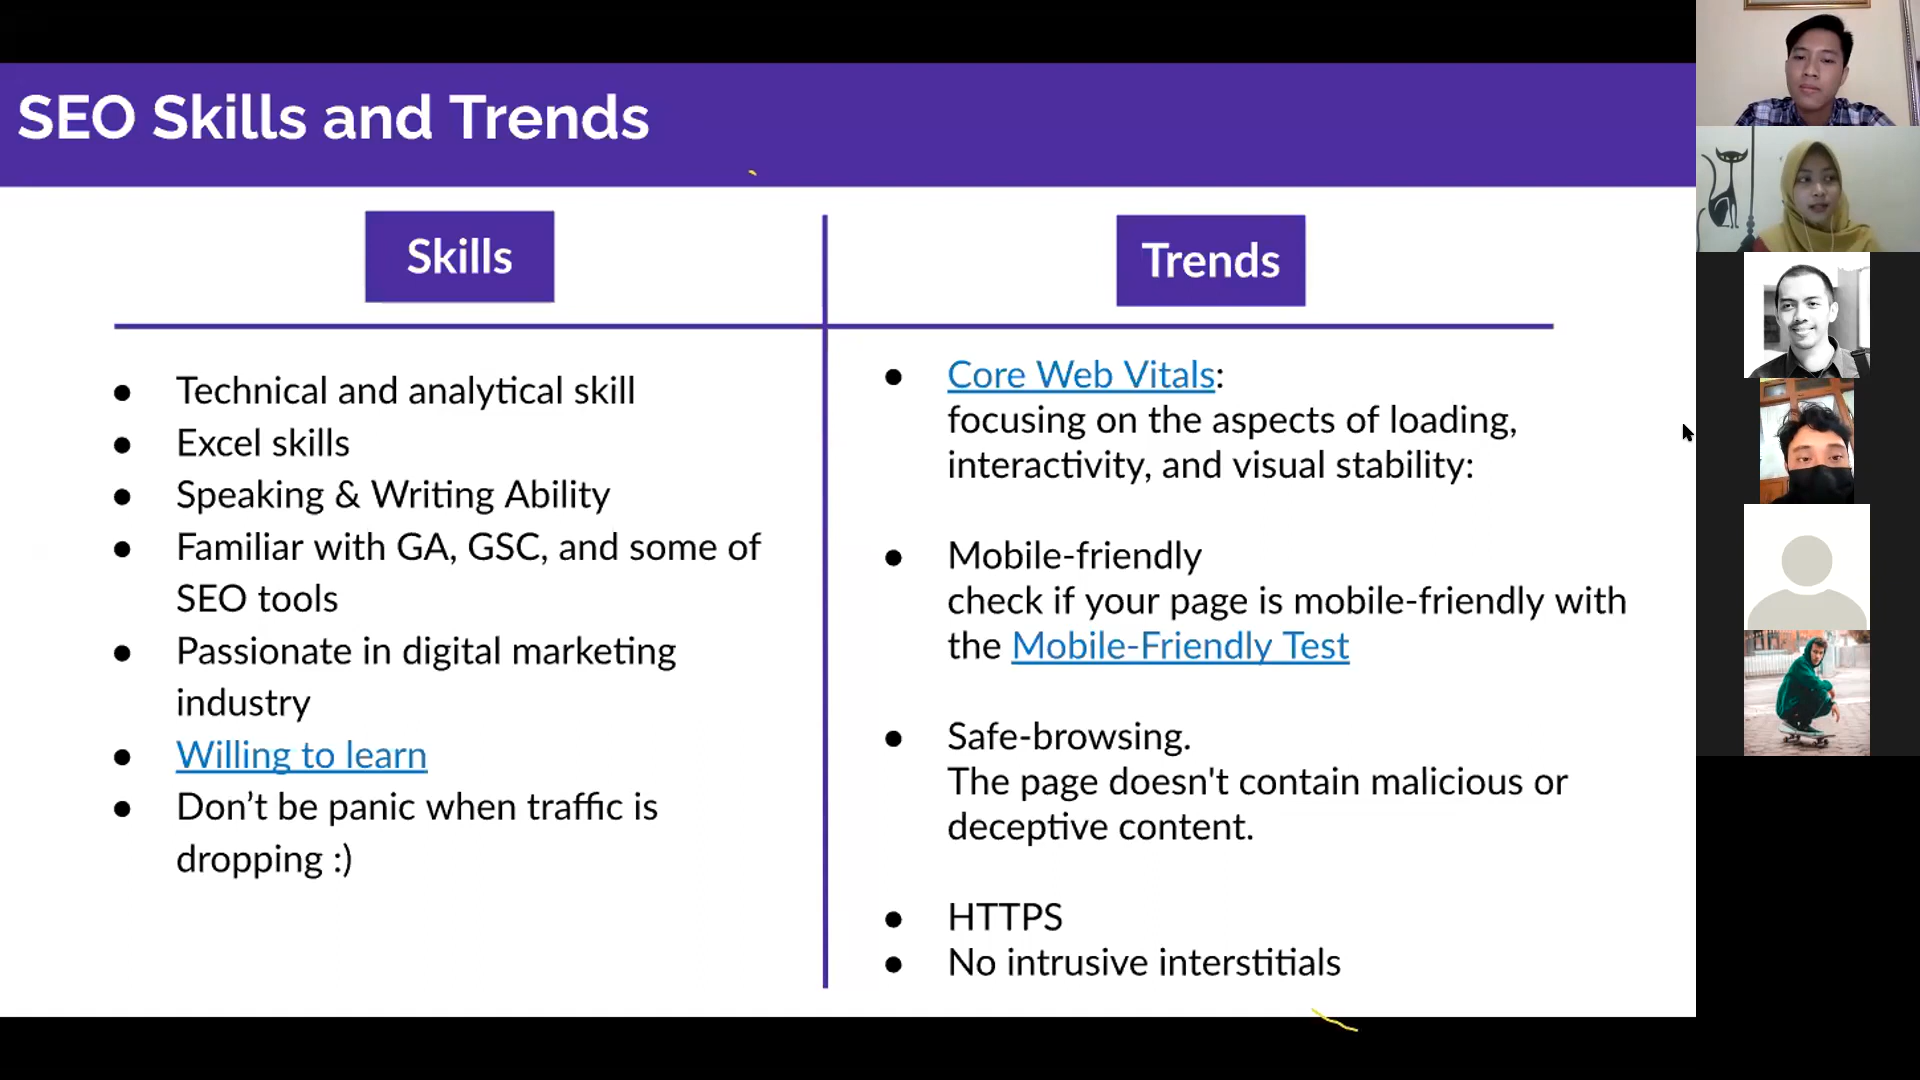 SEO Skills and Trends
Skills
Technical and analytical skill
Excel skills
Speaking & Writing Ability
Familiar with GA, GSC, and some of
SEO tools
Passionate in digital marketing
industry
Willing to learn
Don’t be panic when traffic is
dropping :)
Trends
Core Web Vitals:
focusing on the aspects of loading,
interactivity, and visual stability:
Mobile-friendly
check if your page is mobile-friendly with
the Mobile-Friendly Test
Safe-browsing.
The page doesn't contain malicious or
deceptive content.
HTTPS
No intrusive interstitials